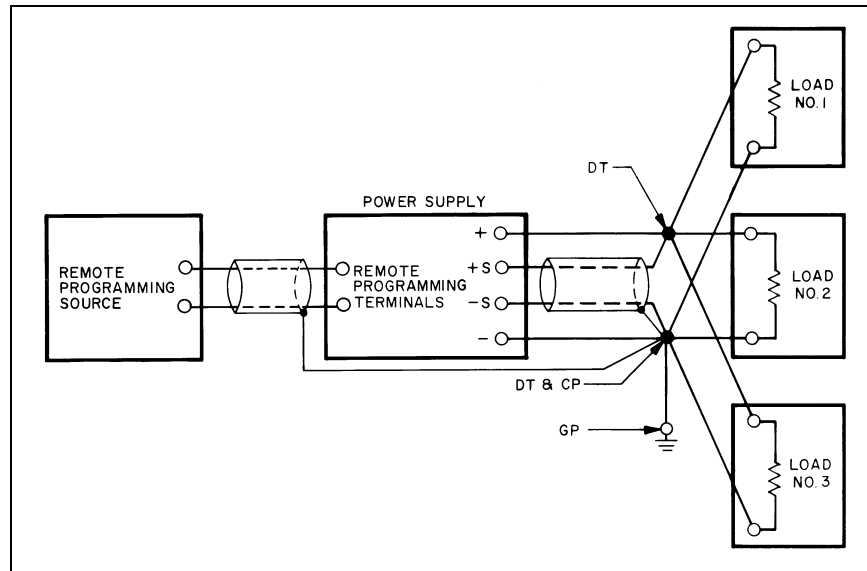 LOAD
NO.1
DT
POWER SUPPLY
+
REMOTE
PROGRAMMING
SOURCE
REMOTE
PROGRAMMING
TERMINALS
+S
-S
-
LOAD
NO.2
DT & CP
GP
LOAD
NO.3